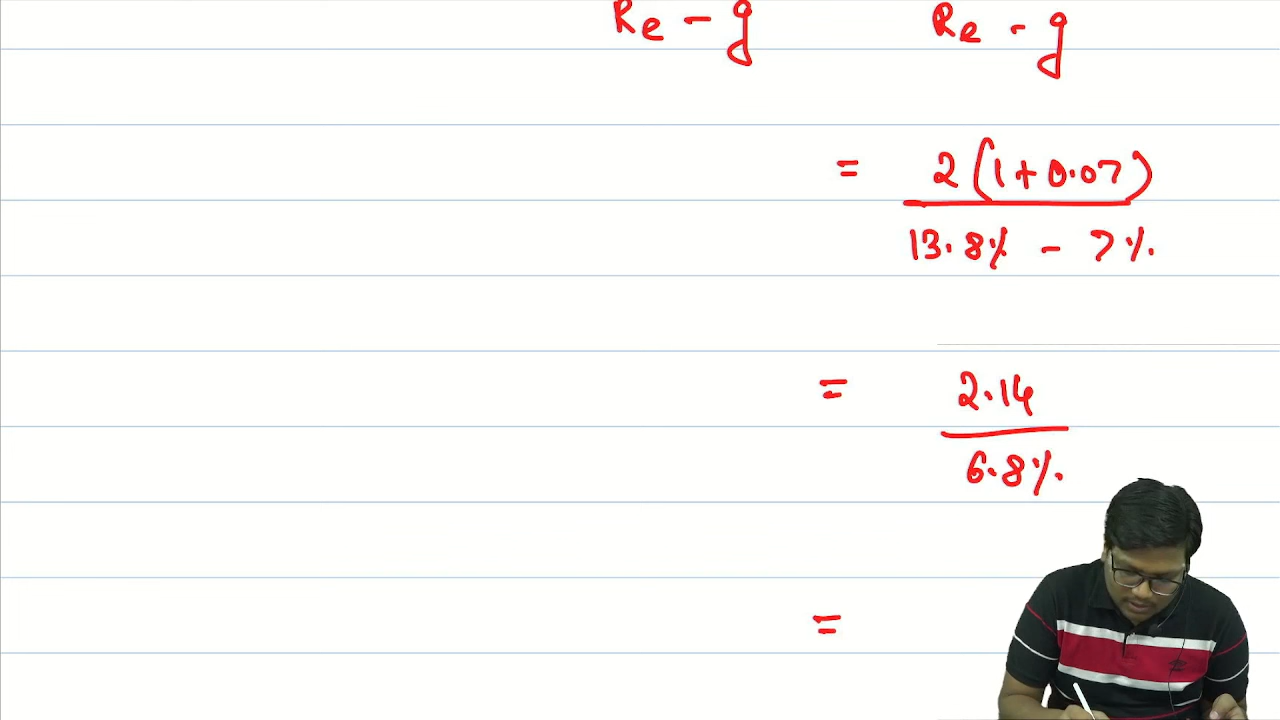 Re - g Re - g
= 2 (1 + 0.07)
13.8% - 7%
= 2.14
6.8%
=